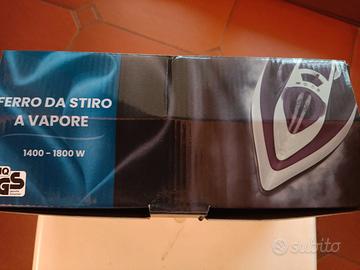 FERRO DA STIRO
A VAPORE
1400 - 1800 W
GS
subito